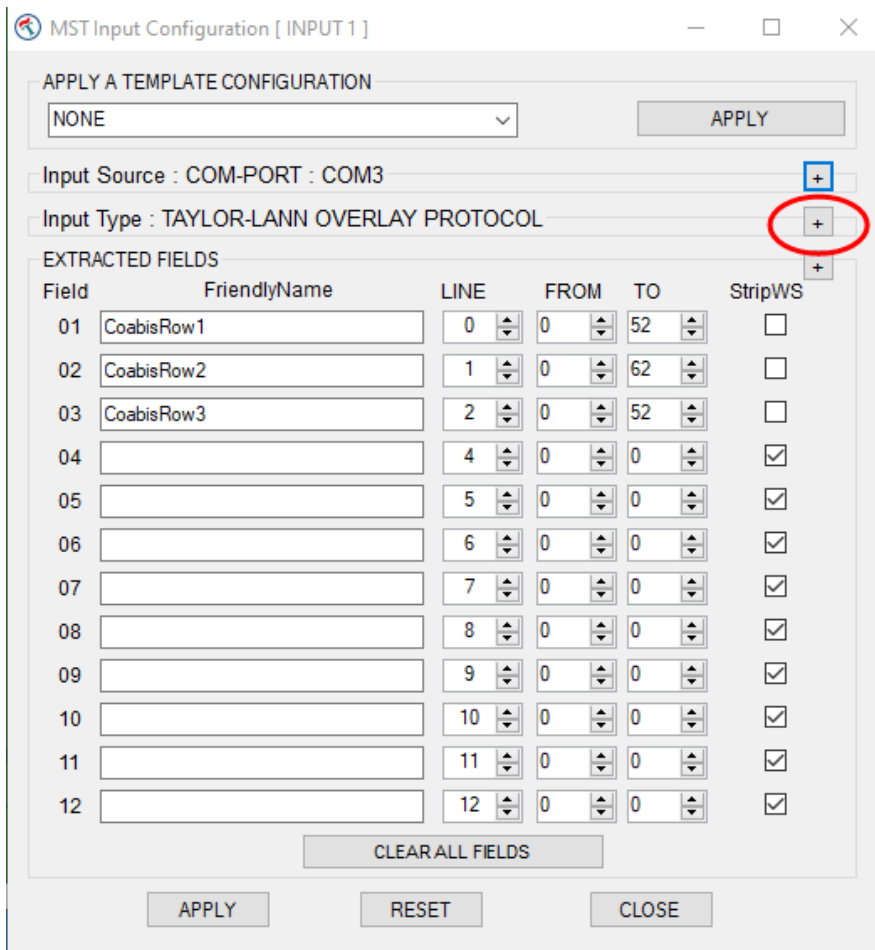 MST Input Configuration [ INPUT 1 ]
APPLY A TEMPLATE CONFIGURATION
NONE APPLY
Input Source : COM-PORT : COM3 +
Input Type : TAYLOR-LANN OVERLAY PROTOCOL +
EXTRACTED FIELDS +
Field FriendlyName LINE FROM TO StripWS
01 CoabisRow1 0 0 52
02 CoabisRow2 1 0 62
03 CoabisRow3 2 0 52
04 4 0 0
05 5 0 0
06 6 0 0
07 7 0 0
08 8 0 0
09 9 0 0
10 10 0 0
11 11 0 0
12 12 0 0
CLEAR ALL FIELDS
APPLY RESET CLOSE